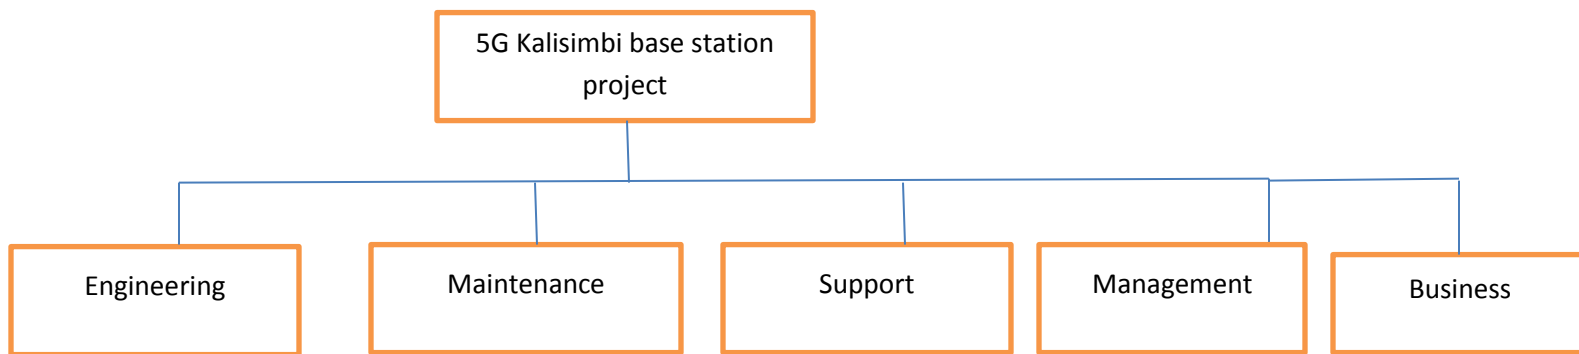 5G Kalisimbi base station
project
Engineering
Maintenance
Support
Management
Business